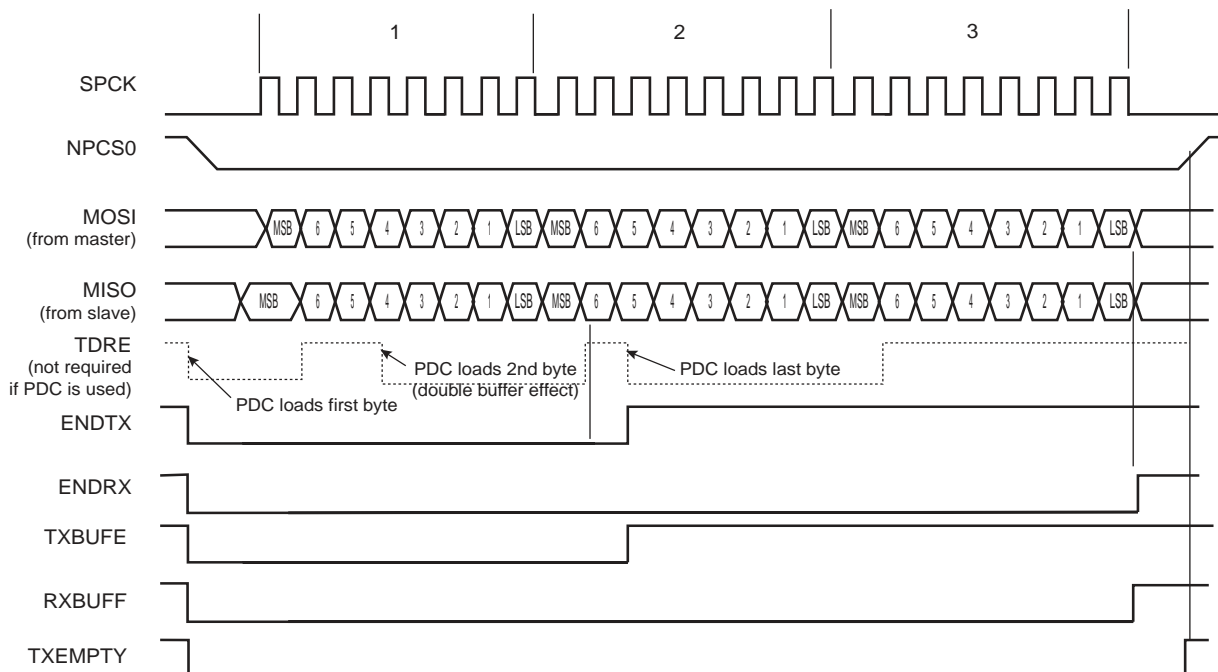 1 2 3
SPCK
NPCS0
MOSI
(from master)
MSB 6 5 4 3 2 1 LSB MSB 6 5 4 3 2 1 LSB MSB 6 5 4 3 2 1 LSB
MISO
(from slave)
MSB 6 5 4 3 2 1 LSB MSB 6 5 4 3 2 1 LSB MSB 6 5 4 3 2 1 LSB
TDRE
(not required
if PDC is used)
PDC loads first byte
PDC loads 2nd byte
(double buffer effect)
PDC loads last byte
ENDTX
ENDRX
TXBUFE
RXBUFF
TXEMPTY